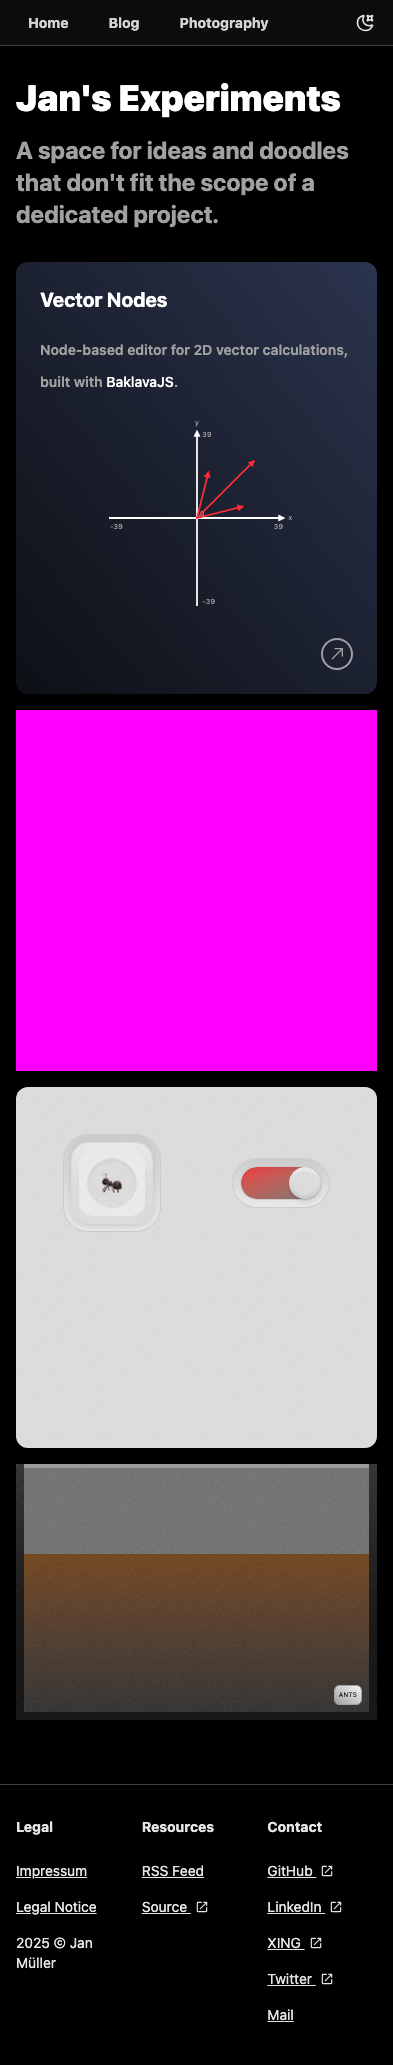 Home Blog Photography
Jan's Experiments
A space for ideas and doodles
that don't fit the scope of a
dedicated project.
Vector Nodes
Node-based editor for 2D vector calculations,
built with BaklavaJS.
y
39
x
-39
39
-39
ANTS
Legal
Impressum
Legal Notice
2025 © Jan
Müller
Resources
RSS Feed
Source
Contact
GitHub
LinkedIn
XING
Twitter
Mail